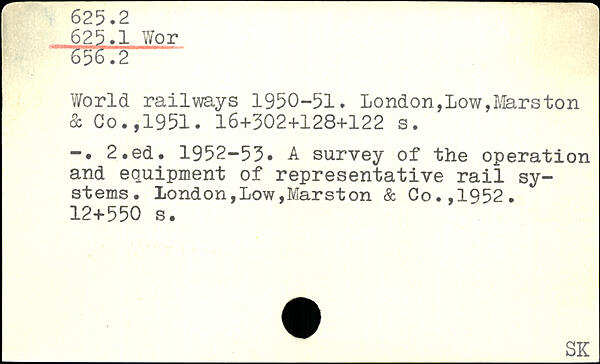 625.2
625.1 Wor
656.2
World railways 1950-51. London,Low,Marston
& Co.,1951. 16+302+128+122 s.
-. 2.ed. 1952-53. A survey of the operation
and equipment of representative rail sy-
stems. London,Low,Marston & Co.,1952.
12+550 s.
SK